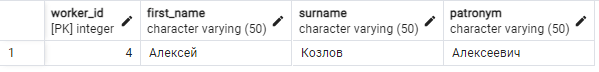 worker_id first_name surname patronym
[PK] integer character varying (50) character varying (50) character varying (50)
1 4 Алексей Козлов Алексеевич